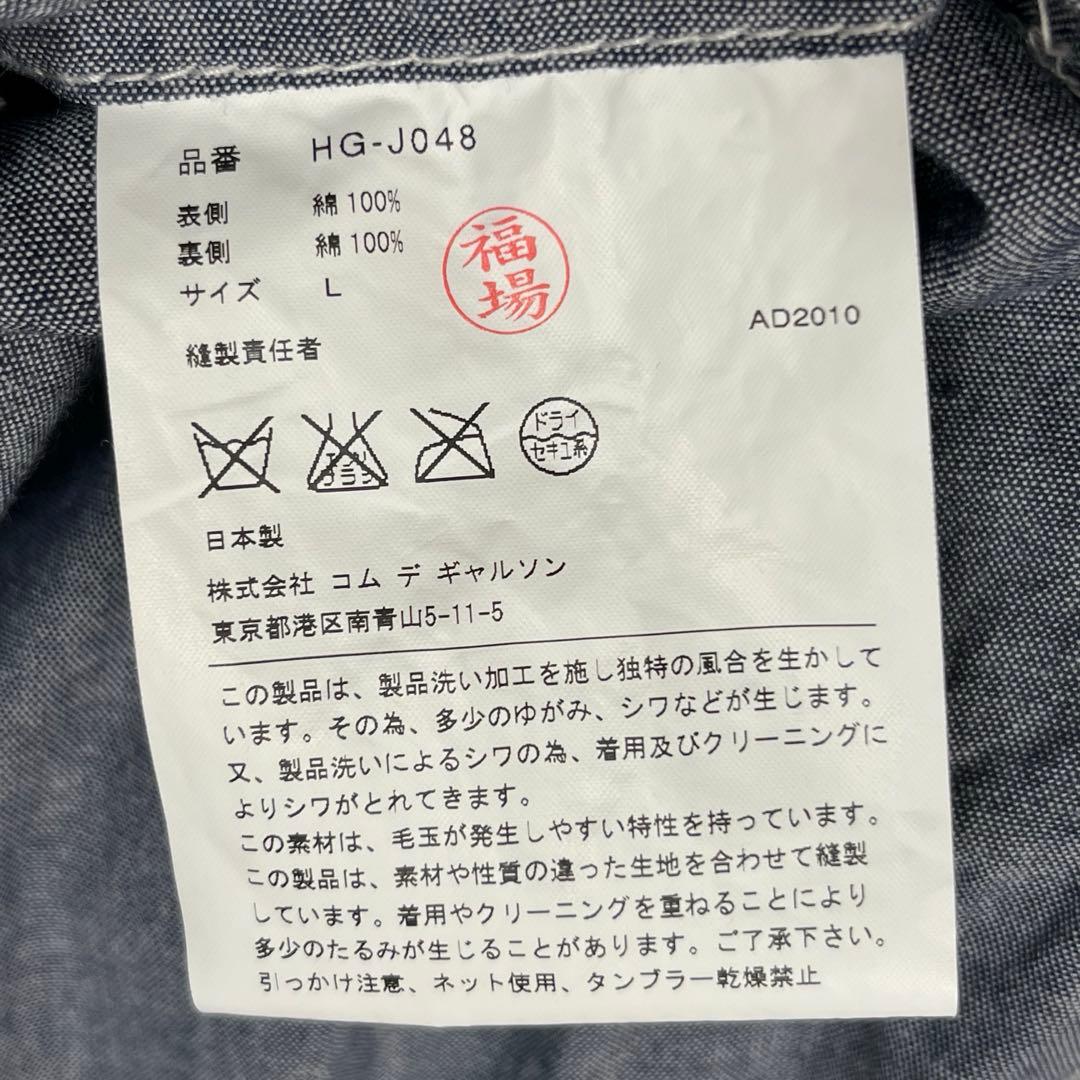 品番 HG-J048
表側 綿100%
裏側 綿100%
サイズ L
福場
AD2010
縫製責任者
エンソ
ブラソ
ドライ
セキユ系
日本製
株式会社 コム デ ギャルソン
東京都港区南青山5-11-5
この製品は、製品洗い加工を施し独特の風合を生かして
います。その為、多少のゆがみ、シワなどが生じます。
又、製品洗いによるシワの為、着用及びクリーニングに
よりシワがとれてきます。
この素材は、毛玉が発生しやすい特性を持っています。
この製品は、素材や性質の違った生地を合わせて縫製
しています。着用やクリーニングを重ねることにより
多少のたるみが生じることがあります。ご了承下さい。
引っかけ注意、ネット使用、タンブラー乾燥禁止